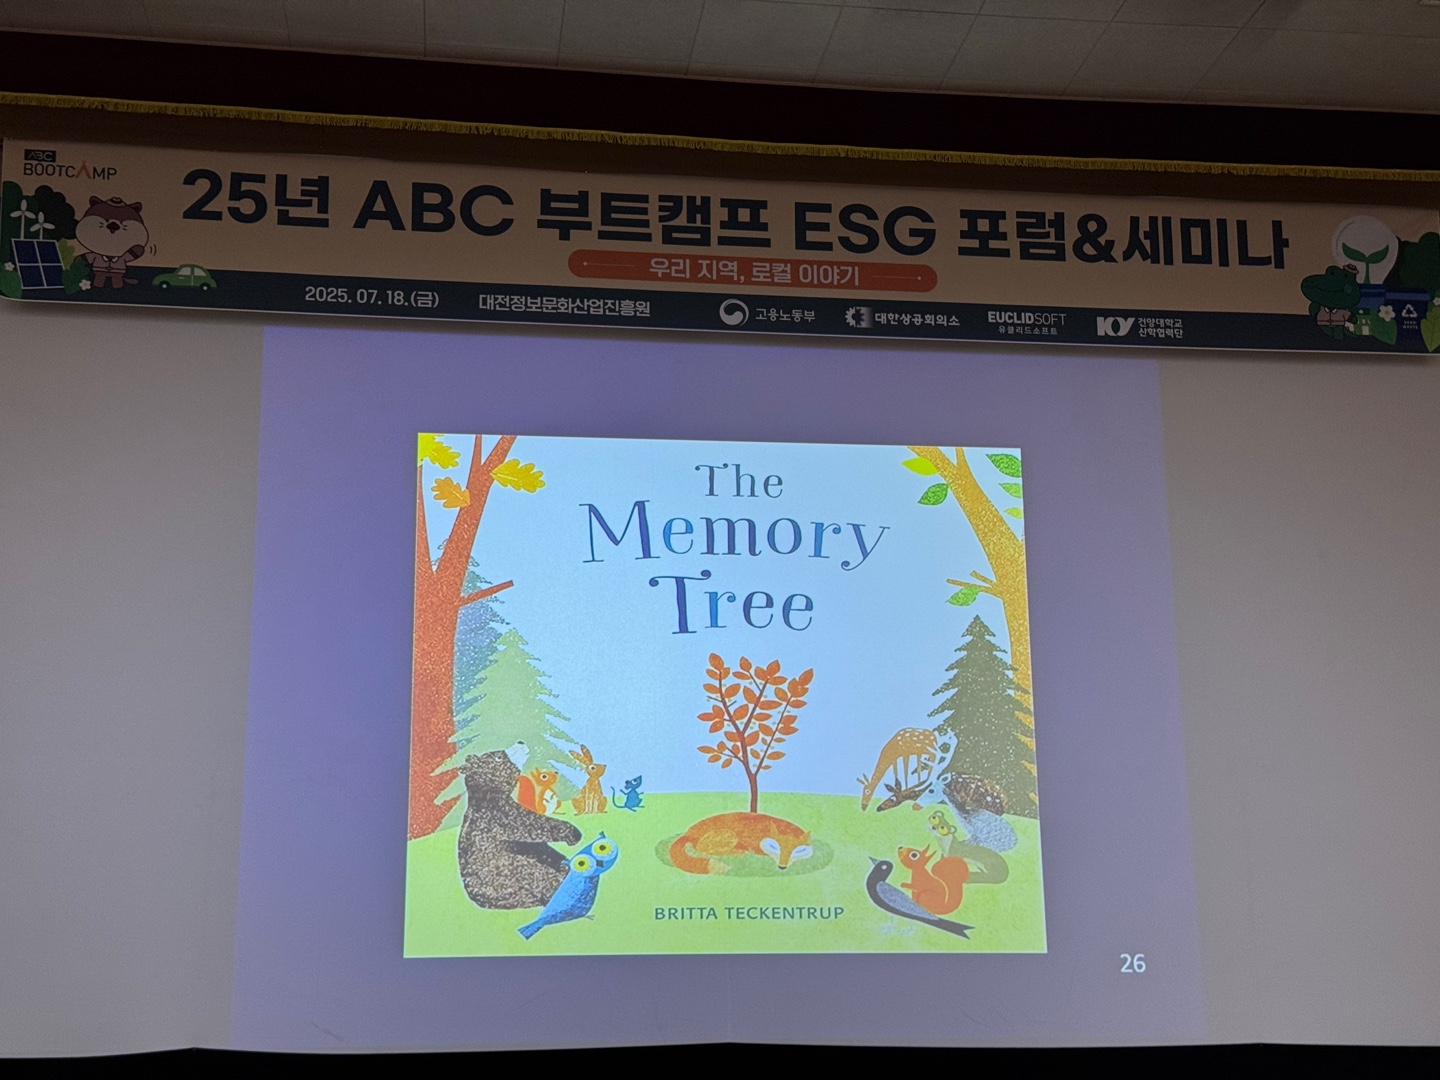 ABC
BOOTCAMP
25년 ABC 부트캠프 ESG 포럼&세미나
우리 지역, 로컬 이야기
2025. 07. 18.(금) 대전정보문화산업진흥원 고용노동부 대한상공회의소 EUCLIDSOFT
유클리드소프트
KY 건양대학교
산학협력단
The
Memory
Tree
BRITTA TECKENTRUP
26